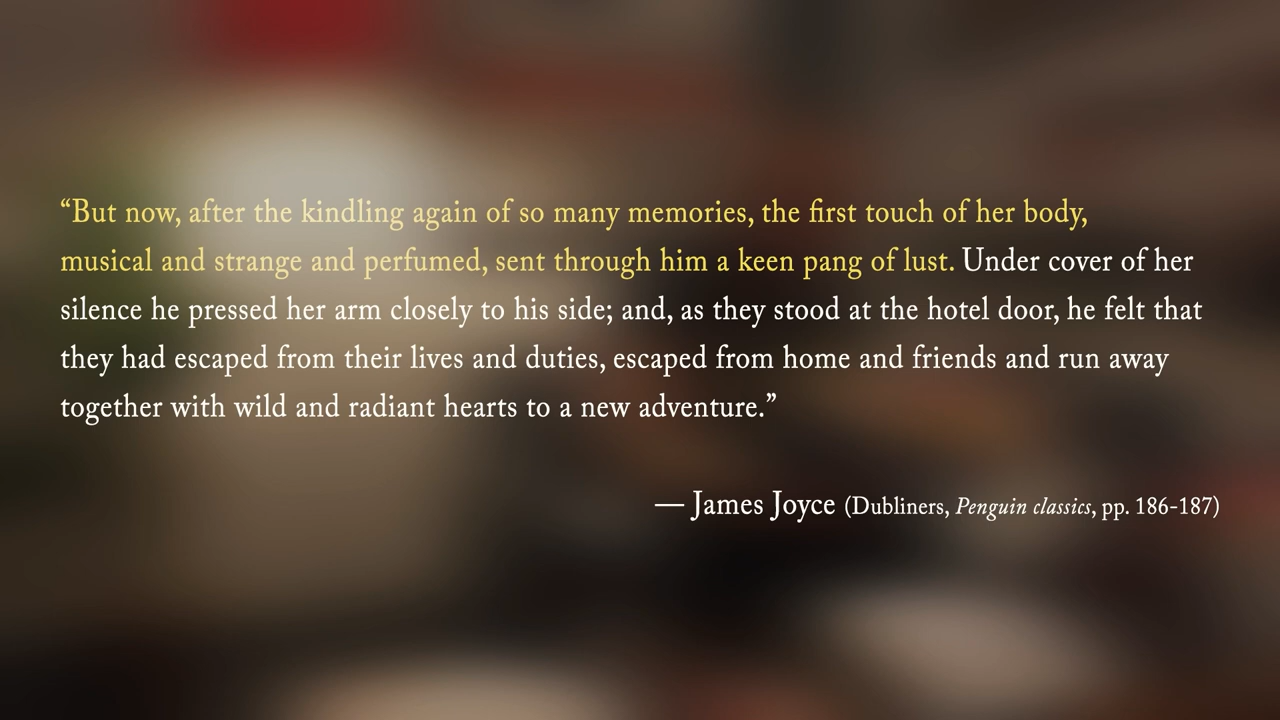 “But now, after the kindling again of so many memories, the first touch of her body,
musical and strange and perfumed, sent through him a keen pang of lust. Under cover of her
silence he pressed her arm closely to his side; and, as they stood at the hotel door, he felt that
they had escaped from their lives and duties, escaped from home and friends and run away
together with wild and radiant hearts to a new adventure.”
— James Joyce (Dubliners, Penguin classics, pp. 186-187)